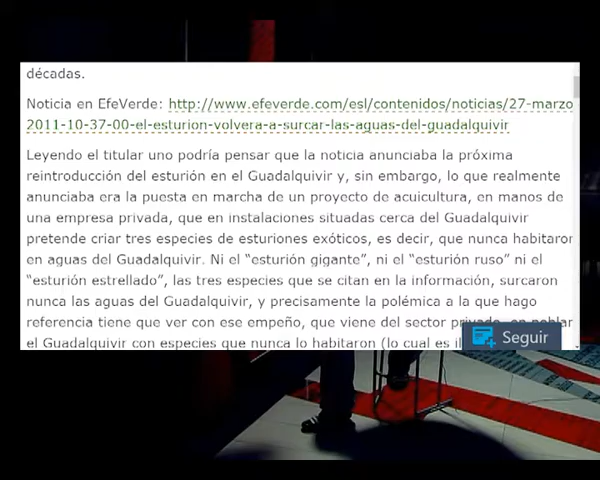 décadas.
Noticia en EfeVerde: http://www.efeverde.com/esl/contenidos/noticias/27-marzo
2011-10-37-00-el-esturion-volvera-a-surcar-las-aguas-del-guadalquivir
Leyendo el titular uno podría pensar que la noticia anunciaba la próxima
reintroducción del esturión en el Guadalquivir y, sin embargo, lo que realmente
anunciaba era la puesta en marcha de un proyecto de acuicultura, en manos de
una empresa privada, que en instalaciones situadas cerca del Guadalquivir
pretende criar tres especies de esturiones exóticos, es decir, que nunca habitaron
en aguas del Guadalquivir. Ni el “esturión gigante”, ni el “esturión ruso” ni el
“esturión estrellado”, las tres especies que se citan en la información, surcaron
nunca las aguas del Guadalquivir, y precisamente la polémica a la que hago
referencia tiene que ver con ese empeño, que viene del sector privado, en poblar
el Guadalquivir con especies que nunca lo habitaron (lo cual es
Seguir